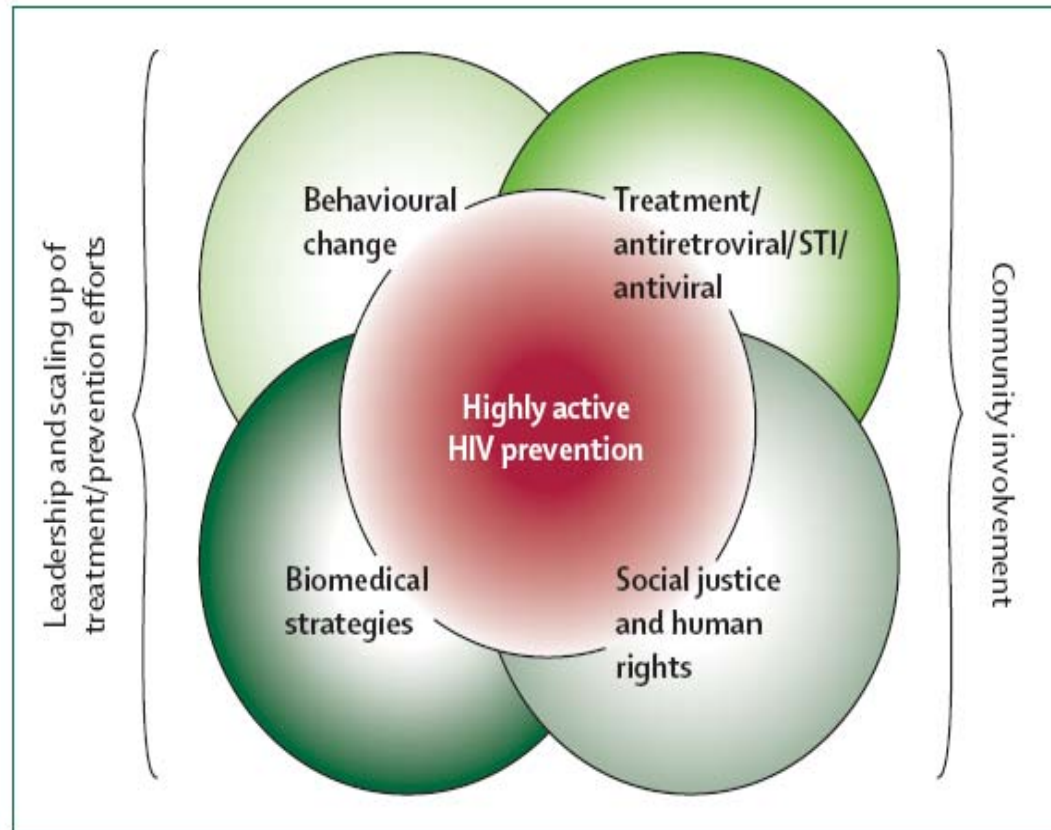 Leadership and scaling up of
treatment/prevention efforts
Behavioural
change
Treatment/
antiretroviral/STI/
antiviral
Highly active
HIV prevention
Biomedical
strategies
Social justice
and human
rights
Community involvement